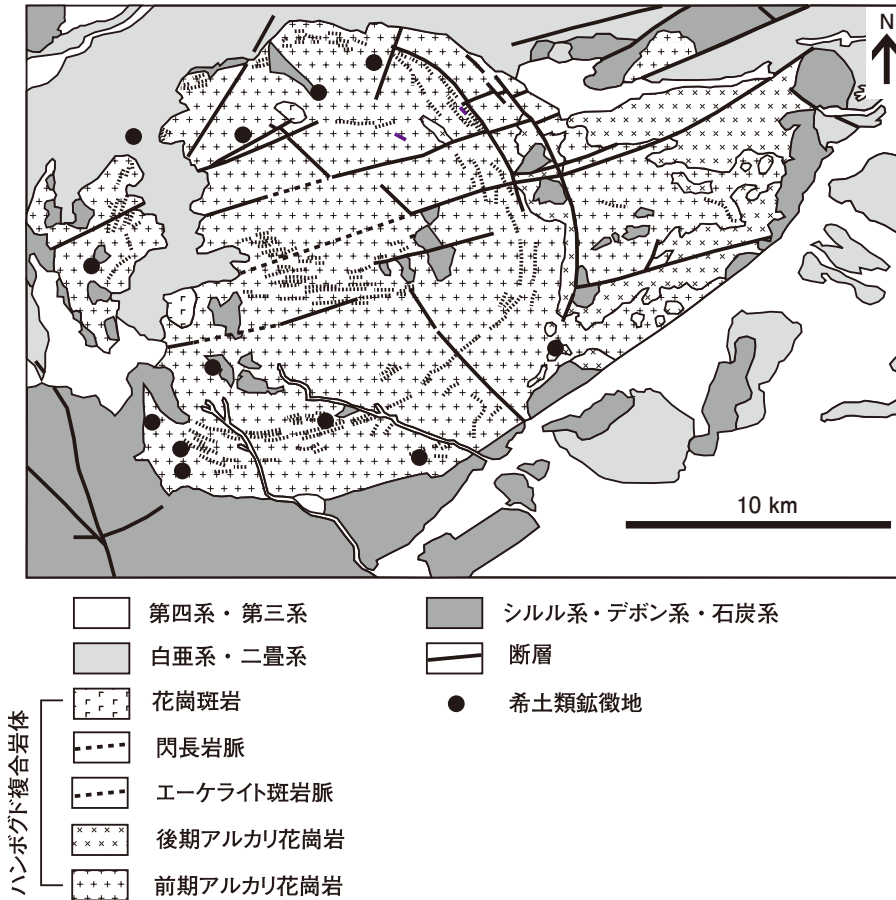 N
10 km
第四系・第三系
シルル系・デボン系・石炭系
白亜系・二畳系
断層
花崗斑岩
希土類鉱徴地
閃長岩脈
エーケライト斑岩脈
後期アルカリ花崗岩
前期アルカリ花崗岩
ハンボグド複合岩体